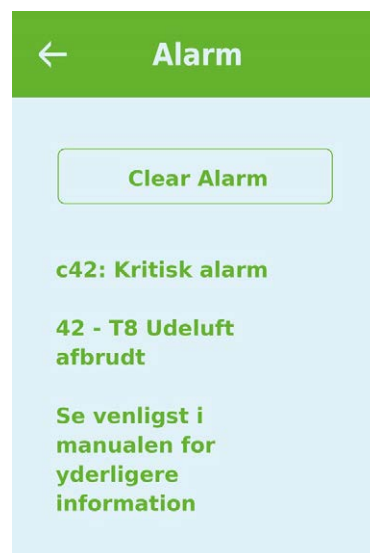 Alarm
Clear Alarm
c42: Kritisk alarm
42 - T8 Udeluft
afbrudt
Se venligst i
manualen for
yderligere
information